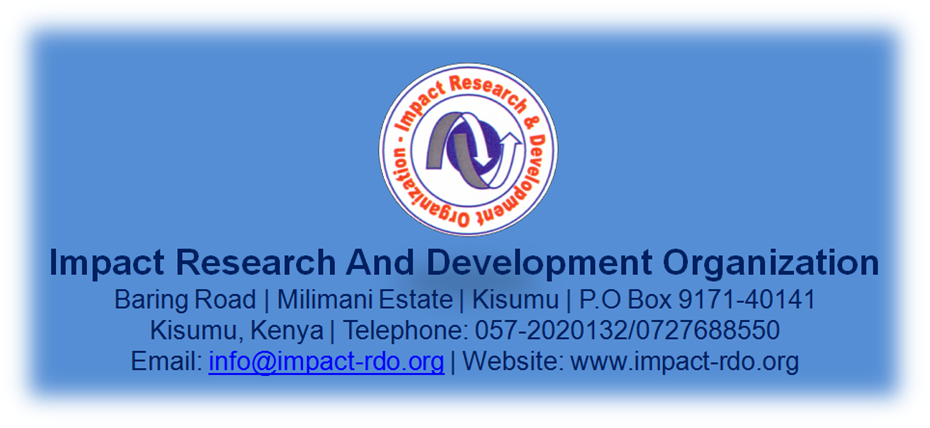 Impact Research & Development Organization -
Impact Research And Development Organization
Baring Road | Milimani Estate | Kisumu | P.O Box 9171-40141
Kisumu, Kenya | Telephone: 057-2020132/0727688550
Email: info@impact-rdo.org | Website: www.impact-rdo.org